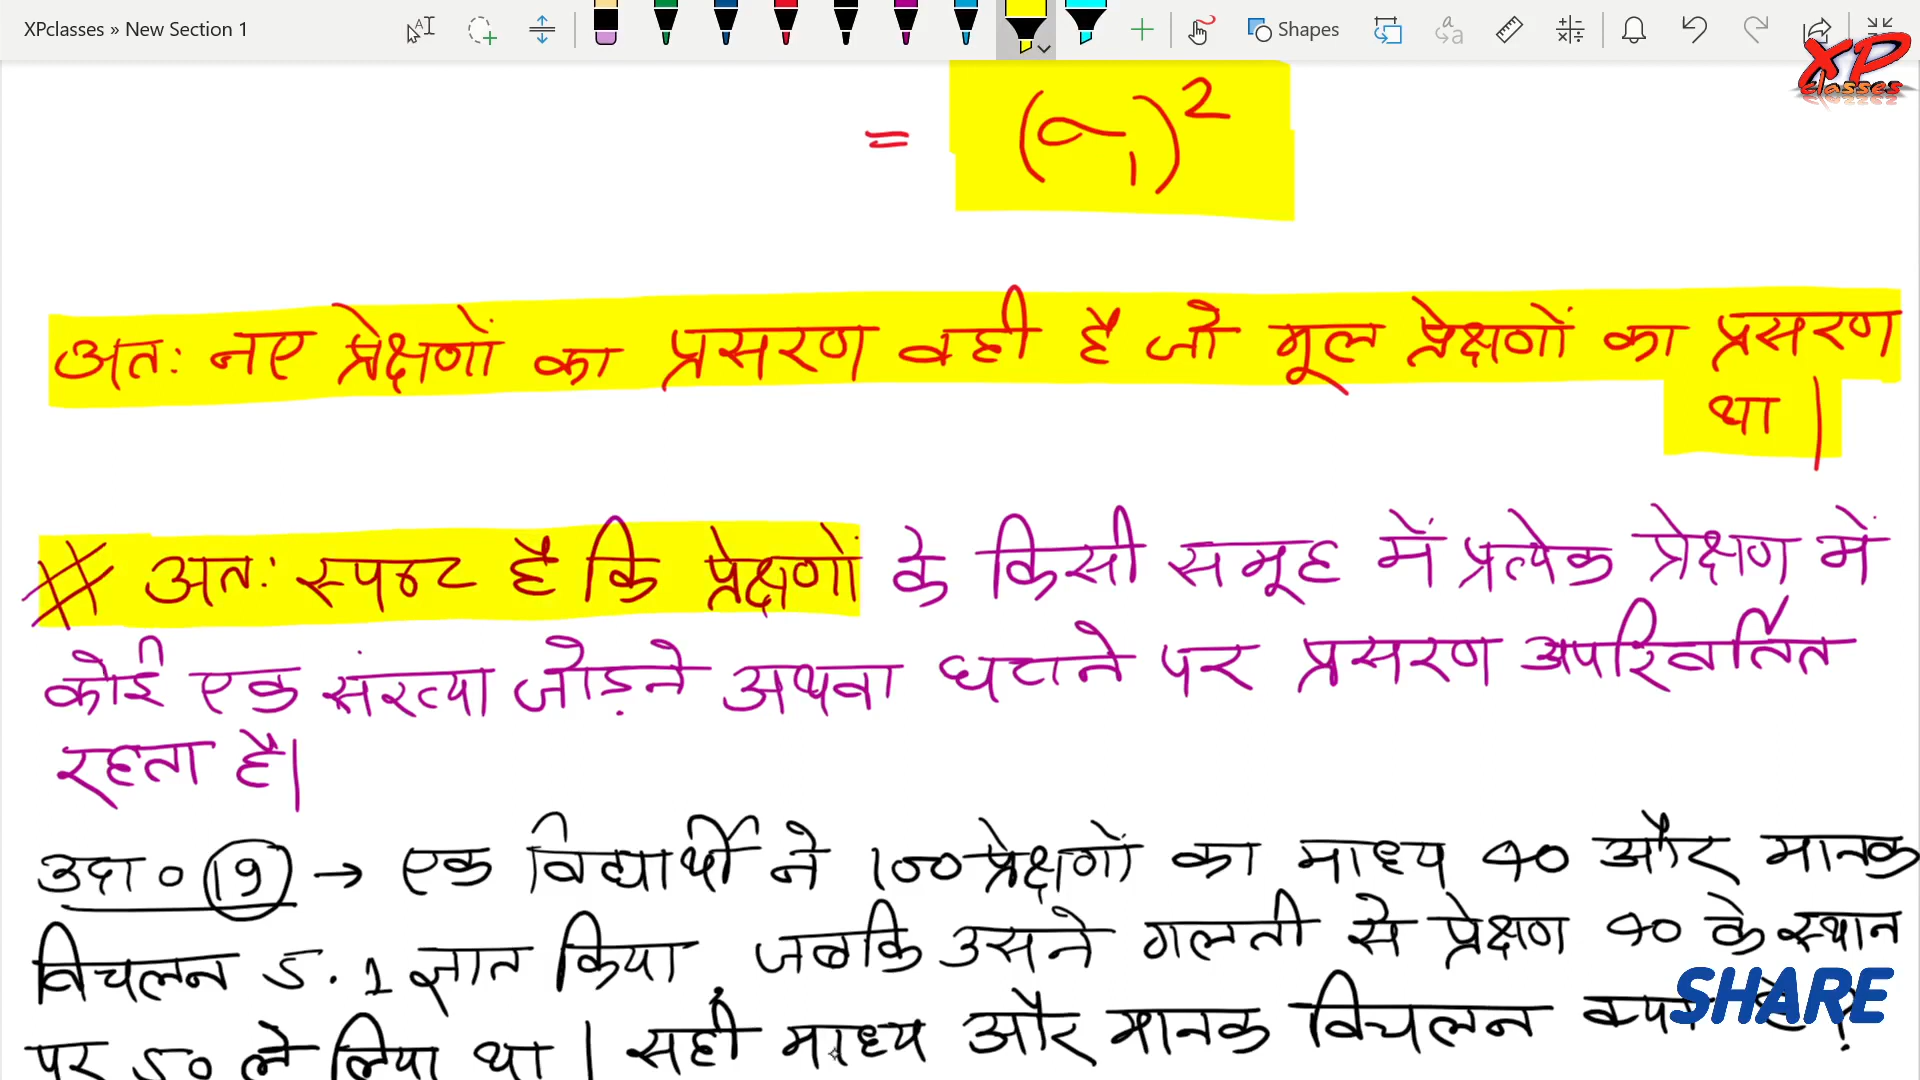 XPclasses » New Section 1
Shapes
XP
classes
= (σ₁)²
अतः नए प्रेक्षणों का प्रसरण वही है जो मूल प्रेक्षणों का प्रसरण
था |
# अतः स्पष्ट है कि प्रेक्षणों के किसी समूह में प्रत्येक प्रेक्षण में
कोई एक संख्या जोड़ने अथवा घटाने पर प्रसरण अपरिवर्तित
रहता है|
उदा० 19 → एक विद्यार्थी ने 100 प्रेक्षणों का माध्य 40 और मानक
विचलन 5.1 ज्ञात किया, जबकि उसने गलती से प्रेक्षण 40 के स्थान
पर 50 ले लिया था | सही माध्य और मानक विचलन क्या है ?
SHARE